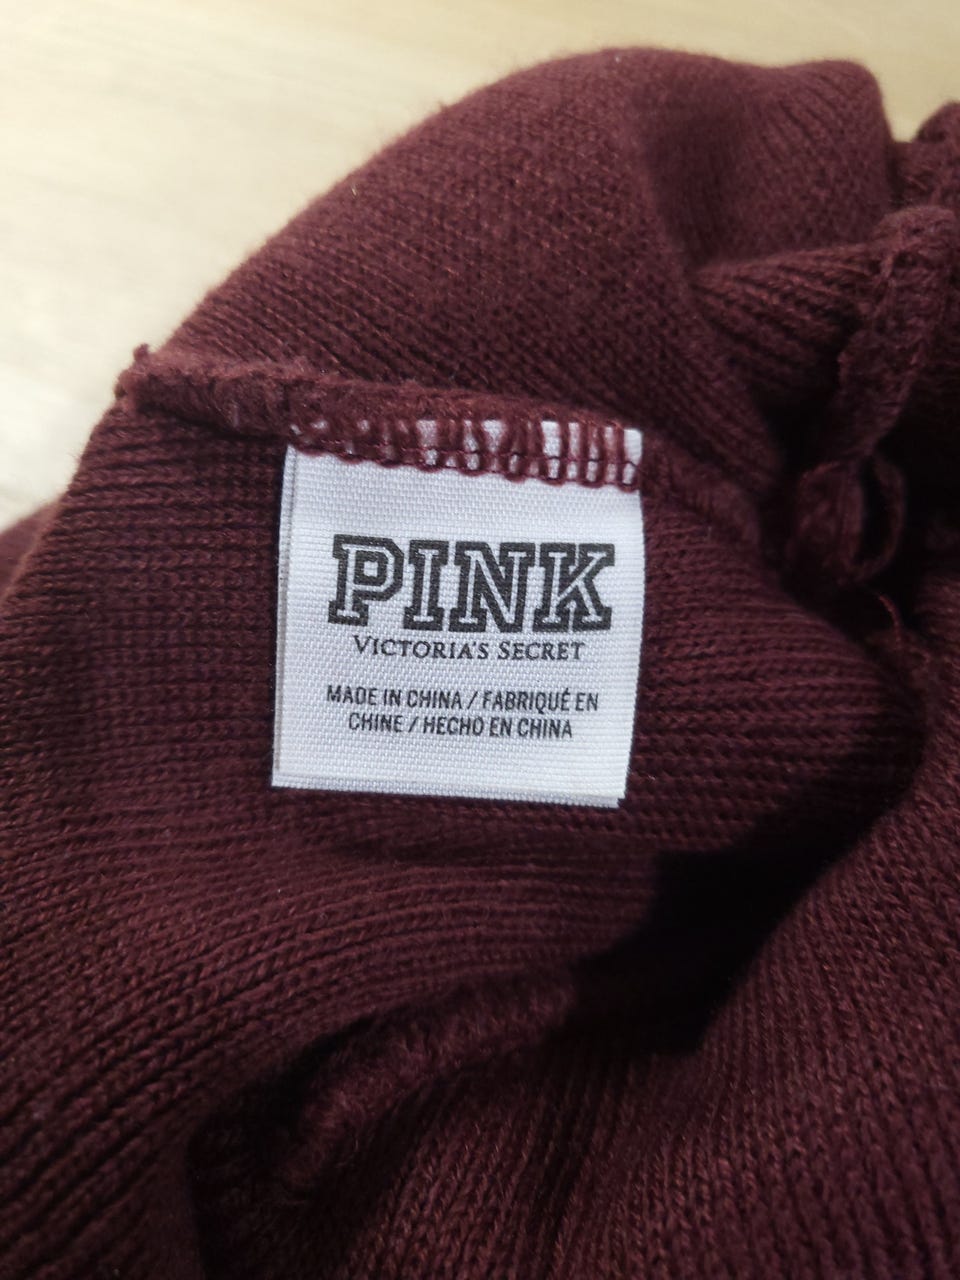 PINK
VICTORIA'S SECRET
MADE IN CHINA / FABRIQUÉ EN
CHINE / HECHO EN CHINA